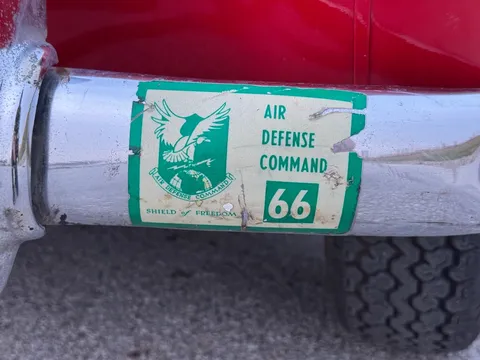 AIR
DEFENSE
COMMAND
AIR DEFENSE COMMAND
SHIELD of FREEDOM
66